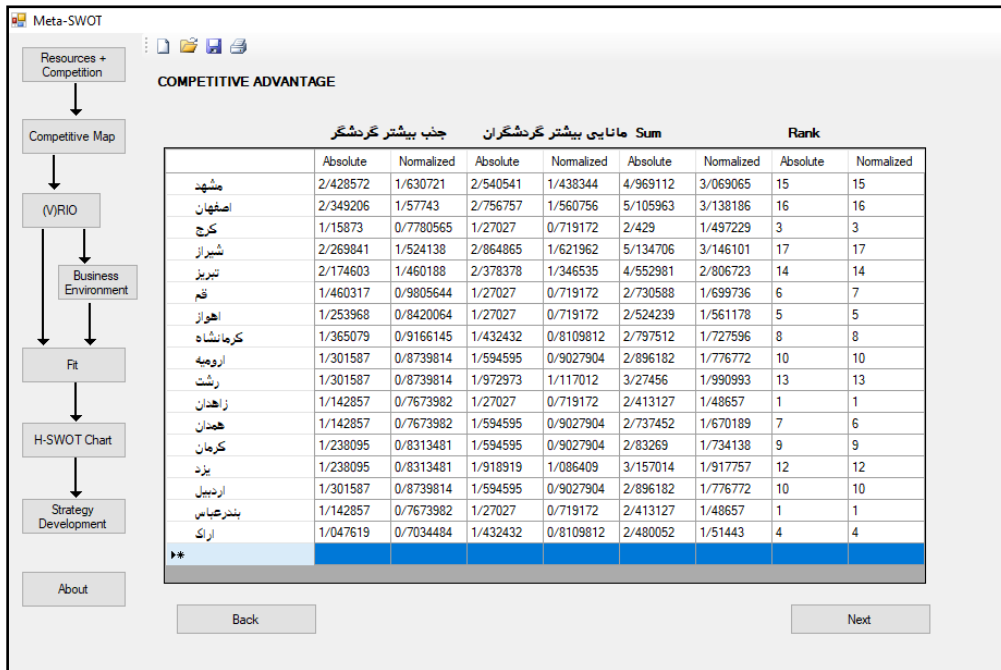 Meta-SWOT
Resources +
Competition
Competitive Map
(V)RIO
Business
Environment
Fit
H-SWOT Chart
Strategy
Development
About
COMPETITIVE ADVANTAGE
جذب بیشتر گردشگر مانایی بیشتر گردشگران Sum Rank
Absolute Normalized Absolute Normalized Absolute Normalized Absolute Normalized
مشهد 2/428572 1/630721 2/540541 1/438344 4/969112 3/069065 15 15
اصفهان 2/349206 1/57743 2/756757 1/560756 5/105963 3/138186 16 16
کرج 1/15873 0/7780565 1/27027 0/719172 2/429 1/497229 3 3
شیراز 2/269841 1/524138 2/864865 1/621962 5/134706 3/146101 17 17
تبریز 2/174603 1/460188 2/378378 1/346535 4/552981 2/806723 14 14
قم 1/460317 0/9805644 1/27027 0/719172 2/730588 1/699736 6 7
اهواز 1/253968 0/8420064 1/27027 0/719172 2/524239 1/561178 5 5
کرمانشاه 1/365079 0/9166145 1/432432 0/8109812 2/797512 1/727596 8 8
ارومیه 1/301587 0/8739814 1/594595 0/9027904 2/896182 1/776772 10 10
رشت 1/301587 0/8739814 1/972973 1/117012 3/27456 1/990993 13 13
زاهدان 1/142857 0/7673982 1/27027 0/719172 2/413127 1/48657 1 1
همدان 1/142857 0/7673982 1/594595 0/9027904 2/737452 1/670189 7 6
کرمان 1/238095 0/8313481 1/594595 0/9027904 2/83269 1/734138 9 9
یزد 1/238095 0/8313481 1/918919 1/086409 3/157014 1/917757 12 12
اردبیل 1/301587 0/8739814 1/594595 0/9027904 2/896182 1/776772 10 10
بندرعباس 1/142857 0/7673982 1/27027 0/719172 2/413127 1/48657 1 1
اراک 1/047619 0/7034484 1/432432 0/8109812 2/480052 1/51443 4 4
Back Next